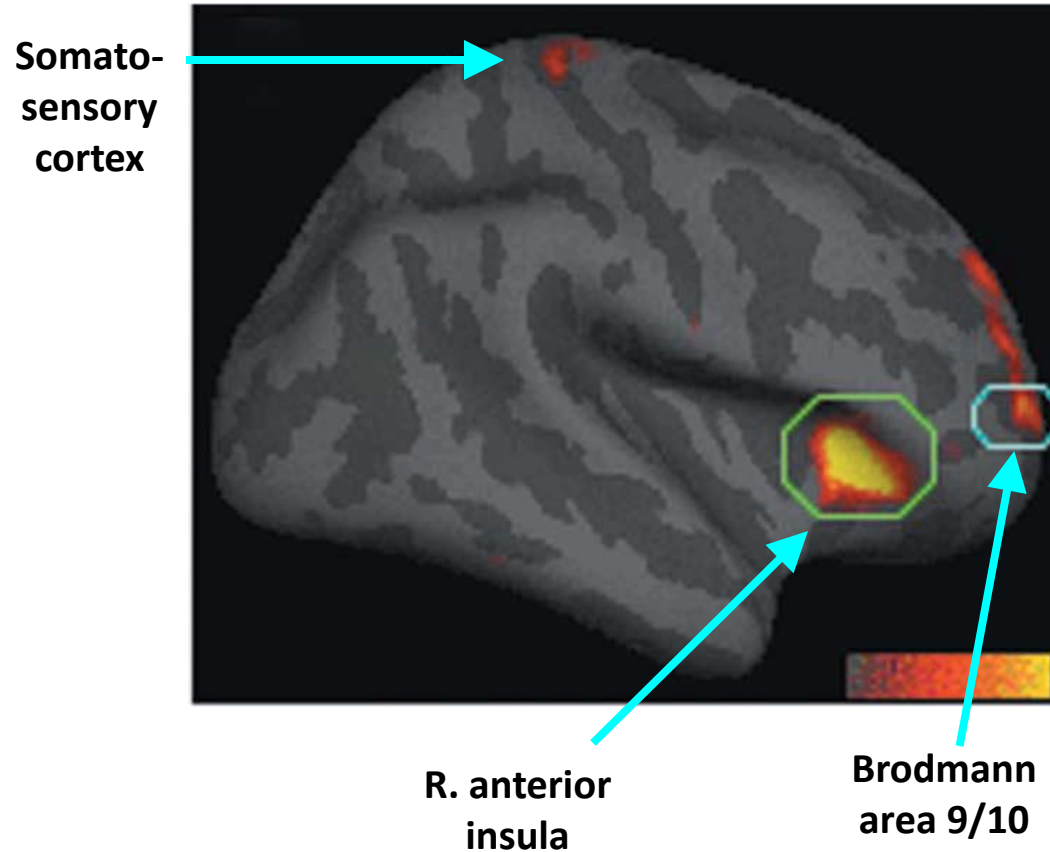 Somato-
sensory
cortex
R. anterior
insula
Brodmann
area 9/10